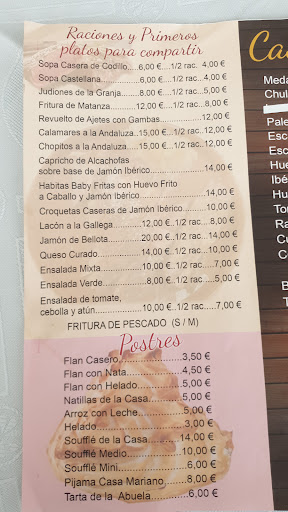 Raciones y Primeros
platos para compartir
Sopa Casera de Cocido..6,00 €...1/2 rac. 4,00 €
Sopa Castellana...............6,00 €...1/2 rac..4,00 €
Judiones de la Granja......8,00 €...1/2 rac..6,00 €
Fritura de Matanza..........12,00 €...1/2 rac...8,00 €
Revuelto de Ajetes con Gambas..............12,00 €
Calamares a la Andaluza.15,00 €...1/2 rac..12,00 €
Chopitos a la Andaluza....15,00 €...1/2 rac..12,00 €
Capricho de Alcachofas
sobre base de Jamón Ibérico....................14,00 €
Habitas Baby Fritas con Huevo Frito
a Caballo y Jamón Ibérico..........................14,00 €
Croquetas Caseras de Jamón Ibérico........10,00 €
Lacón a la Gallega............12,00 €..1/2 rac....8,00 €
Jamón de Bellota..............20,00 €..1/2 rac..14,00 €
Queso Curado...................14,00 €..1/2 rac..10,00 €
Ensalada Mixta.................10,00 €..1/2 rac.....7,00 €
Ensalada Verde...................8,00 €..1/2 rac.....5,00 €
Ensalada de tomate,
cebolla y atún...................10,00 €..1/2 rac.....7,00 €
FRITURA DE PESCADO (S / M)
Postres
Flan Casero.........................3,50 €
Flan con Nata......................4,50 €
Flan con Helado..................5,00 €
Natillas de la Casa..............5,00 €
Arroz con Leche..................5,00 €
Helado.................................3,00 €
Soufflé de la Casa.............14,00 €
Soufflé Medio....................10,00 €
Soufflé Mini..........................6,00 €
Pijama Casa Mariano..........8,00 €
Tarta de la Abuela..............6,00 €